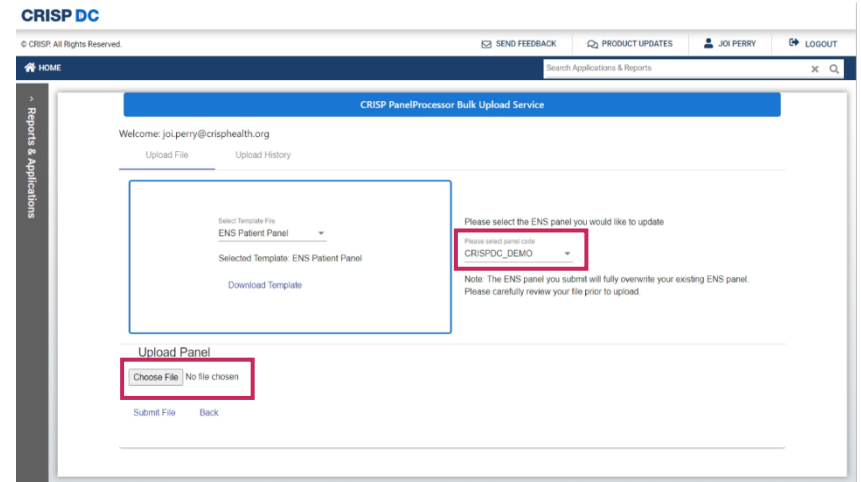 CRISP DC
© CRISP. All Rights Reserved.
SEND FEEDBACK
PRODUCT UPDATES
JOI PERRY
LOGOUT
HOME
Search Applications & Reports
Reports & Applications
CRISP PanelProcessor Bulk Upload Service
Welcome: joi.perry@crisphealth.org
Upload File
Upload History
Select Template File
ENS Patient Panel
Selected Template: ENS Patient Panel
Download Template
Please select the ENS panel you would like to update
Please select panel code
CRISPDC_DEMO
Note: The ENS panel you submit will fully overwrite your existing ENS panel.
Please carefully review your file prior to upload.
Upload Panel
Choose File No file chosen
Submit File
Back